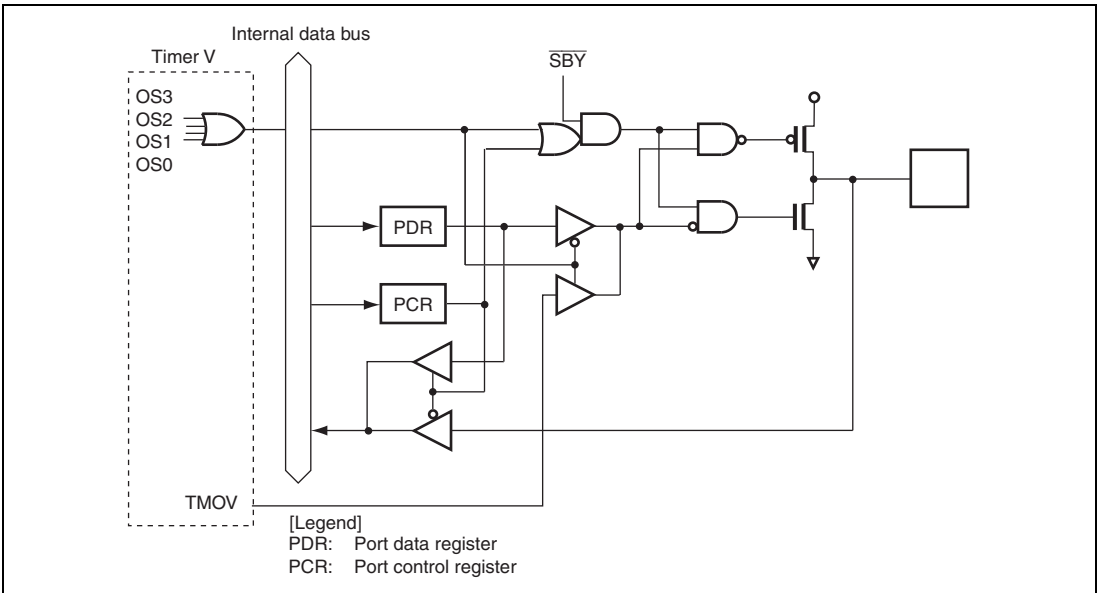 Internal data bus
Timer V
SBY
OS3
OS2
OS1
OS0
PDR
PCR
TMOV
[Legend]
PDR: Port data register
PCR: Port control register